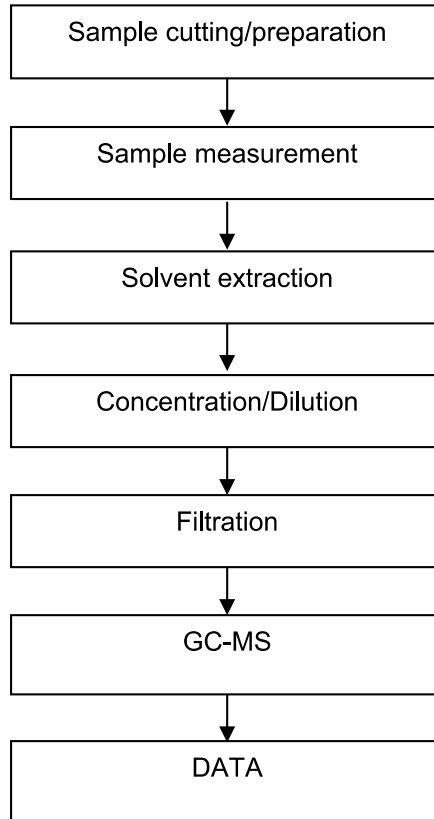 Sample cutting/preparation
Sample measurement
Solvent extraction
Concentration/Dilution
Filtration
GC-MS
DATA